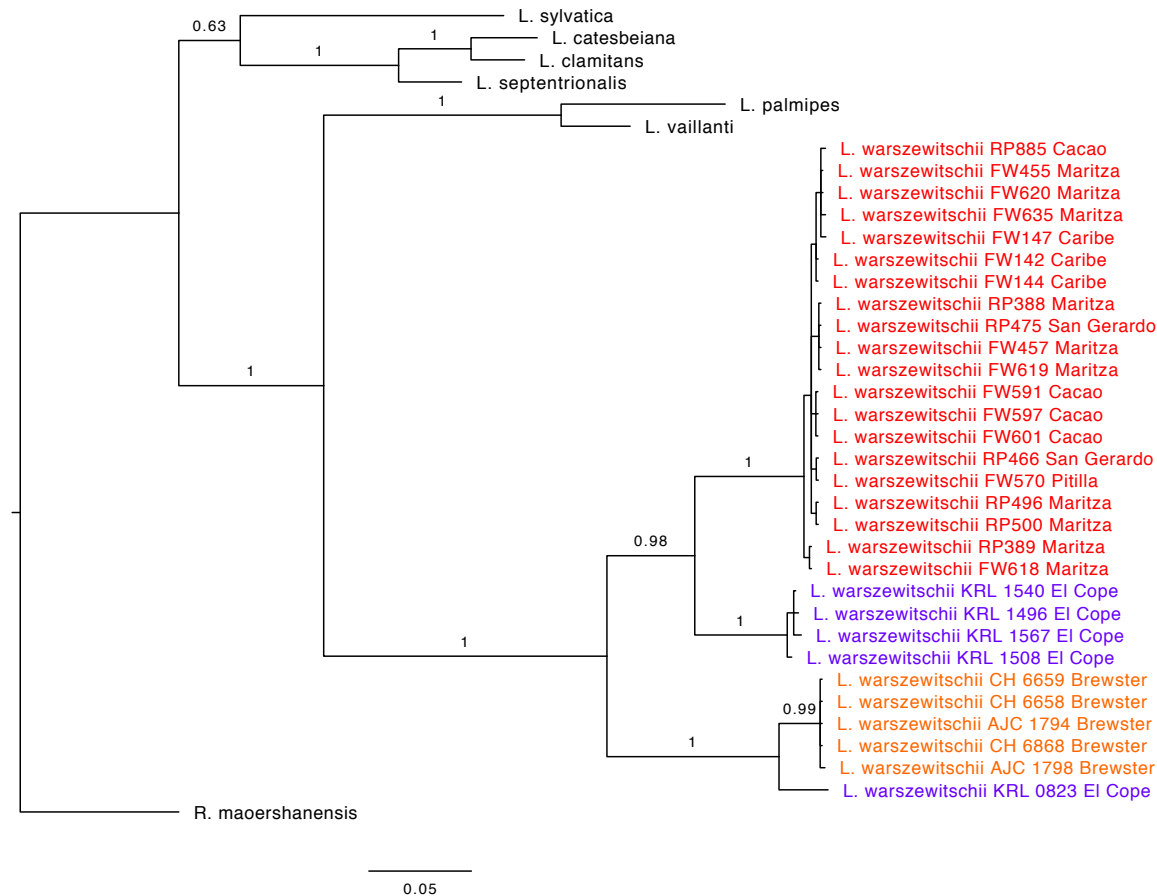 L. sylvatica
0.63
L. catesbeiana
1
L. clamitans
1
L. septentrionalis
L. palmipes
1
L. vaillanti
L. warszewitschii RP885 Cacao
L. warszewitschii FW455 Maritza
L. warszewitschii FW620 Maritza
L. warszewitschii FW635 Maritza
L. warszewitschii FW147 Caribe
L. warszewitschii FW142 Caribe
L. warszewitschii FW144 Caribe
L. warszewitschii RP388 Maritza
L. warszewitschii RP475 San Gerardo
L. warszewitschii FW457 Maritza
L. warszewitschii FW619 Maritza
1
L. warszewitschii FW591 Cacao
L. warszewitschii FW597 Cacao
L. warszewitschii FW601 Cacao
L. warszewitschii RP466 San Gerardo
1
L. warszewitschii FW570 Pitilla
L. warszewitschii RP496 Maritza
L. warszewitschii RP500 Maritza
0.98
L. warszewitschii RP389 Maritza
L. warszewitschii FW618 Maritza
L. warszewitschii KRL 1540 El Cope
L. warszewitschii KRL 1496 El Cope
1
L. warszewitschii KRL 1567 El Cope
1
L. warszewitschii KRL 1508 El Cope
L. warszewitschii CH 6659 Brewster
L. warszewitschii CH 6658 Brewster
0.99
L. warszewitschii AJC 1794 Brewster
1
L. warszewitschii CH 6868 Brewster
L. warszewitschii AJC 1798 Brewster
L. warszewitschii KRL 0823 El Cope
R. maoershanensis
0.05